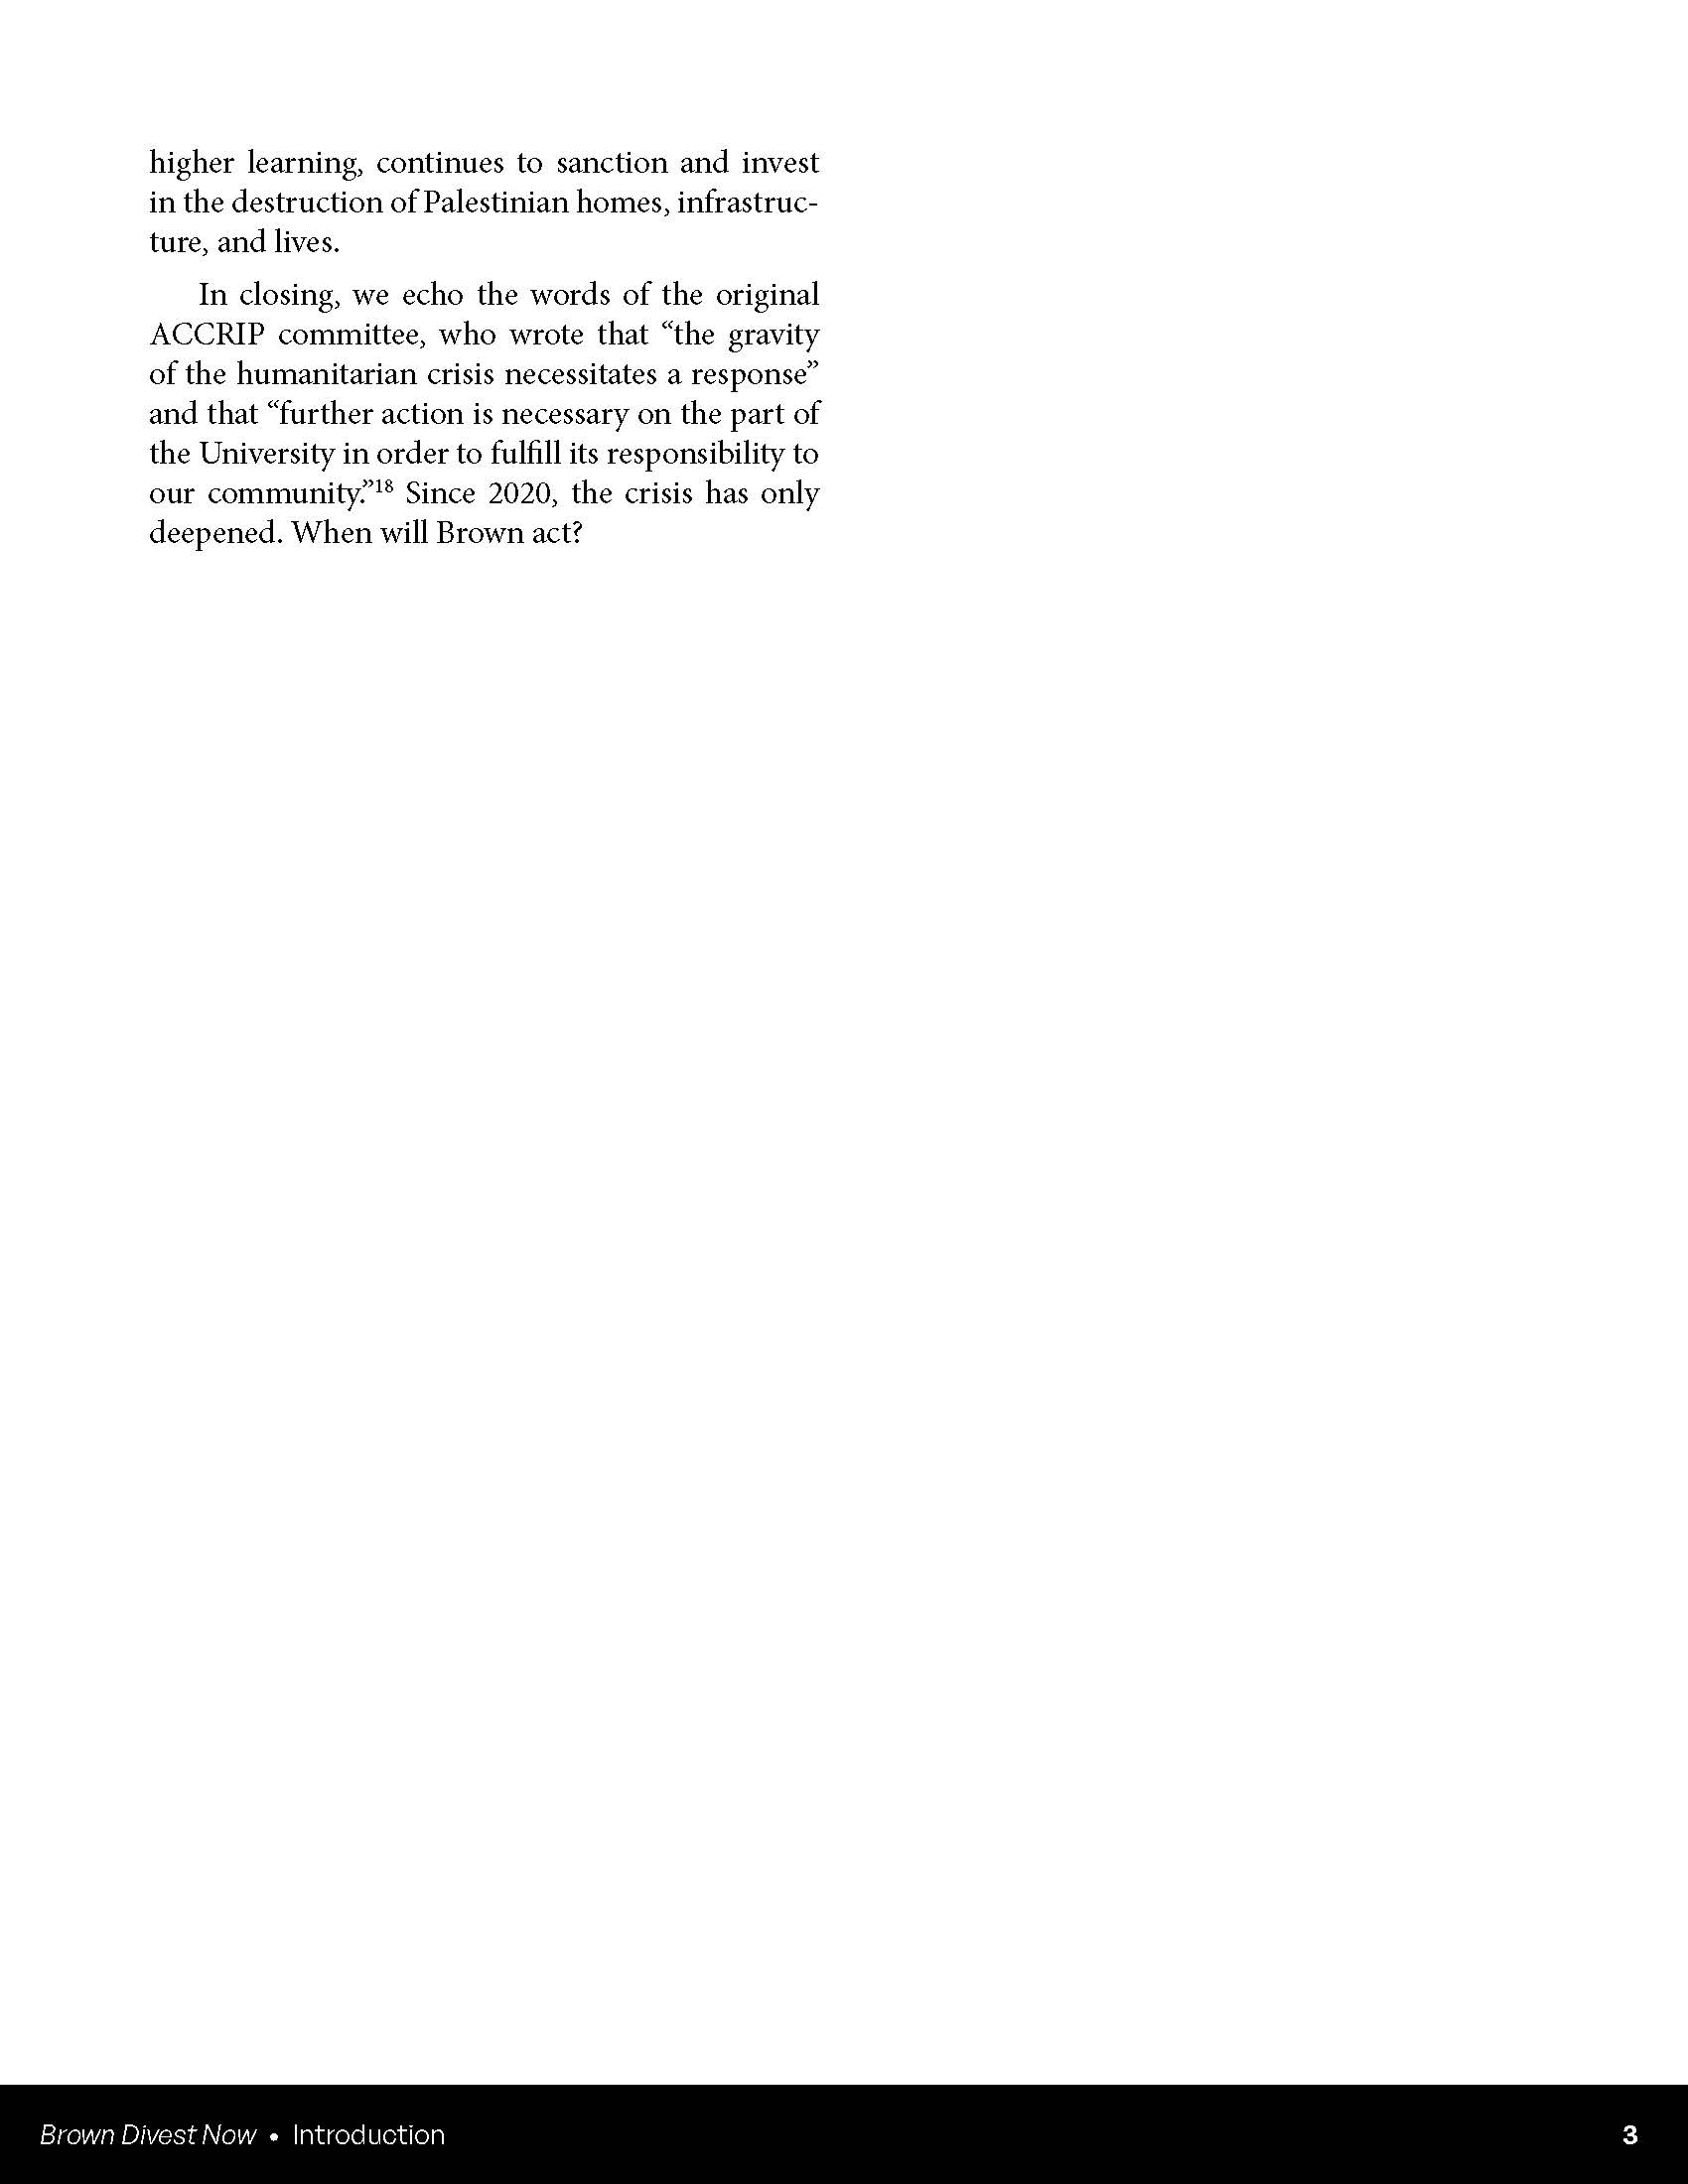 higher learning, continues to sanction and invest
in the destruction of Palestinian homes, infrastruc-
ture, and lives.
In closing, we echo the words of the original
ACCRIP committee, who wrote that “the gravity
of the humanitarian crisis necessitates a response”
and that “further action is necessary on the part of
the University in order to fulfill its responsibility to
our community.”18 Since 2020, the crisis has only
deepened. When will Brown act?
Brown Divest Now • Introduction
3